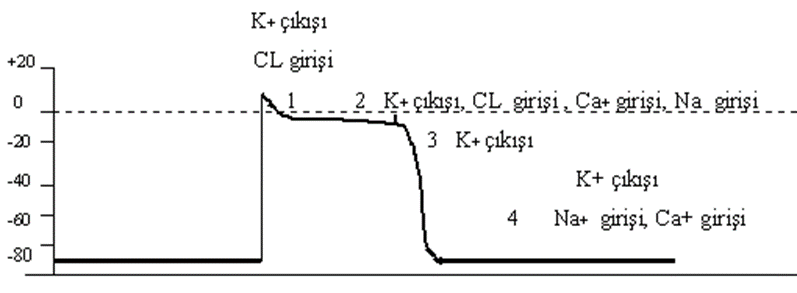 K+ çıkışı
CL girişi
+20
0
1 2 K+ çıkışı, CL girişi , Ca+ girişi, Na girişi
-20
3 K+ çıkışı
-40
K+ çıkışı
-60
4 Na+ girişi, Ca+ girişi
-80